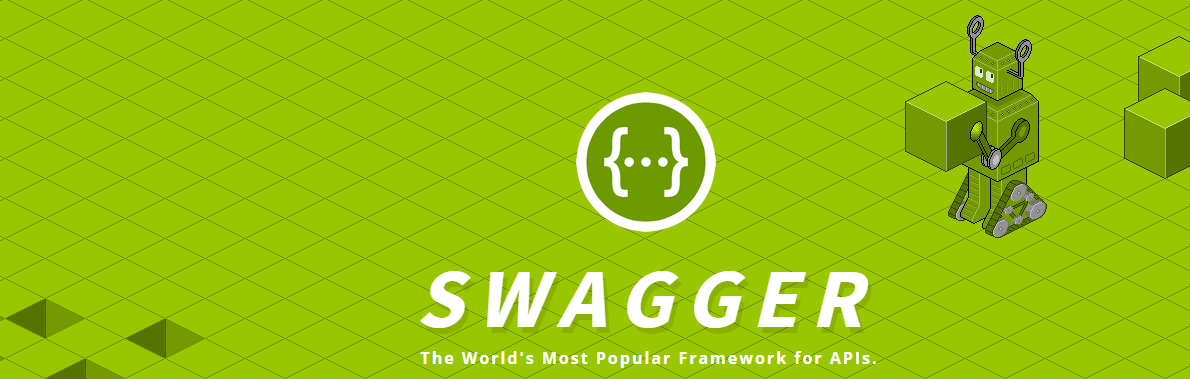 {···}
SWAGGER
The World's Most Popular Framework for APIs.